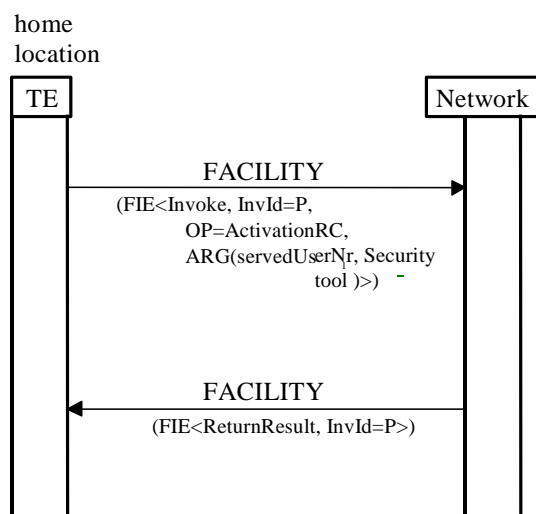 home
location
TE
Network
FACILITY
(FIE<Invoke, InvId=P,
OP=ActivationRC,
ARG(servedUserNr, Security
tool )>)
FACILITY
(FIE<ReturnResult, InvId=P>)